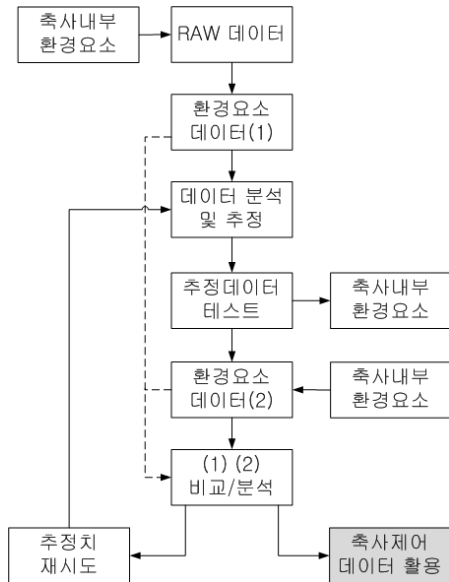 축사내부
환경요소
RAW 데이터
환경요소
데이터(1)
데이터 분석
및 추정
추정데이터
테스트
축사내부
환경요소
환경요소
데이터(2)
축사내부
환경요소
(1) (2)
비교/분석
추정치
재시도
축사제어
데이터 활용